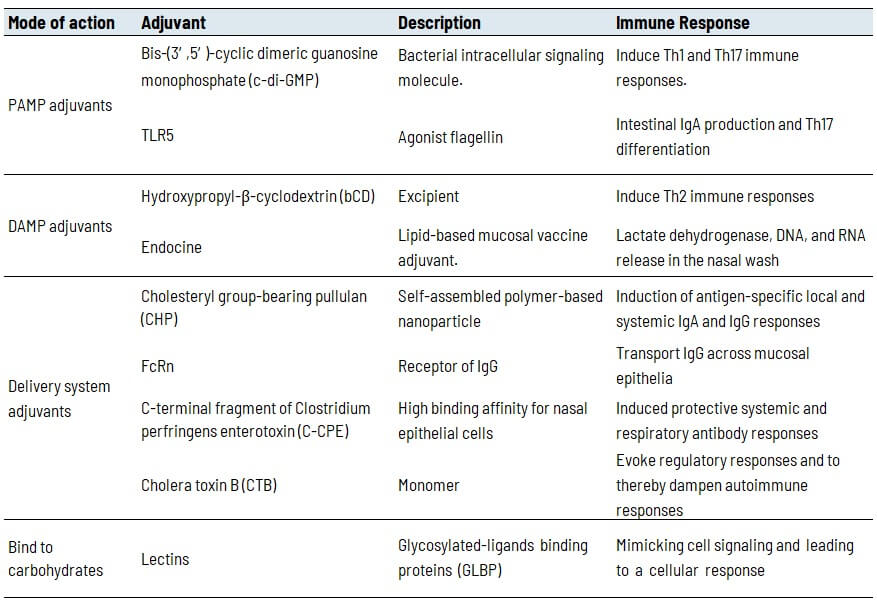 Mode of action Adjuvant Description Immune Response
PAMP adjuvants
Bis-(3′ ,5′ )-cyclic dimeric guanosine
monophosphate (c-di-GMP)
Bacterial intracellular signaling
molecule.
Induce Th1 and Th17 immune
responses.
TLR5
Agonist flagellin
Intestinal IgA production and Th17
differentiation
DAMP adjuvants
Hydroxypropyl-β-cyclodextrin (bCD)
Excipient
Induce Th2 immune responses
Endocine
Lipid-based mucosal vaccine
adjuvant.
Lactate dehydrogenase, DNA, and RNA
release in the nasal wash
Delivery system
adjuvants
Cholesteryl group-bearing pullulan
(CHP)
Self-assembled polymer-based
nanoparticle
Induction of antigen-specific local and
systemic IgA and IgG responses
FcRn
Receptor of IgG
Transport IgG across mucosal
epithelia
C-terminal fragment of Clostridium
perfringens enterotoxin (C-CPE)
High binding affinity for nasal
epithelial cells
Induced protective systemic and
respiratory antibody responses
Cholera toxin B (CTB)
Monomer
Evoke regulatory responses and to
thereby dampen autoimmune
responses
Bind to
carbohydrates
Lectins
Glycosylated-ligands binding
proteins (GLBP)
Mimicking cell signaling and leading
to a cellular response